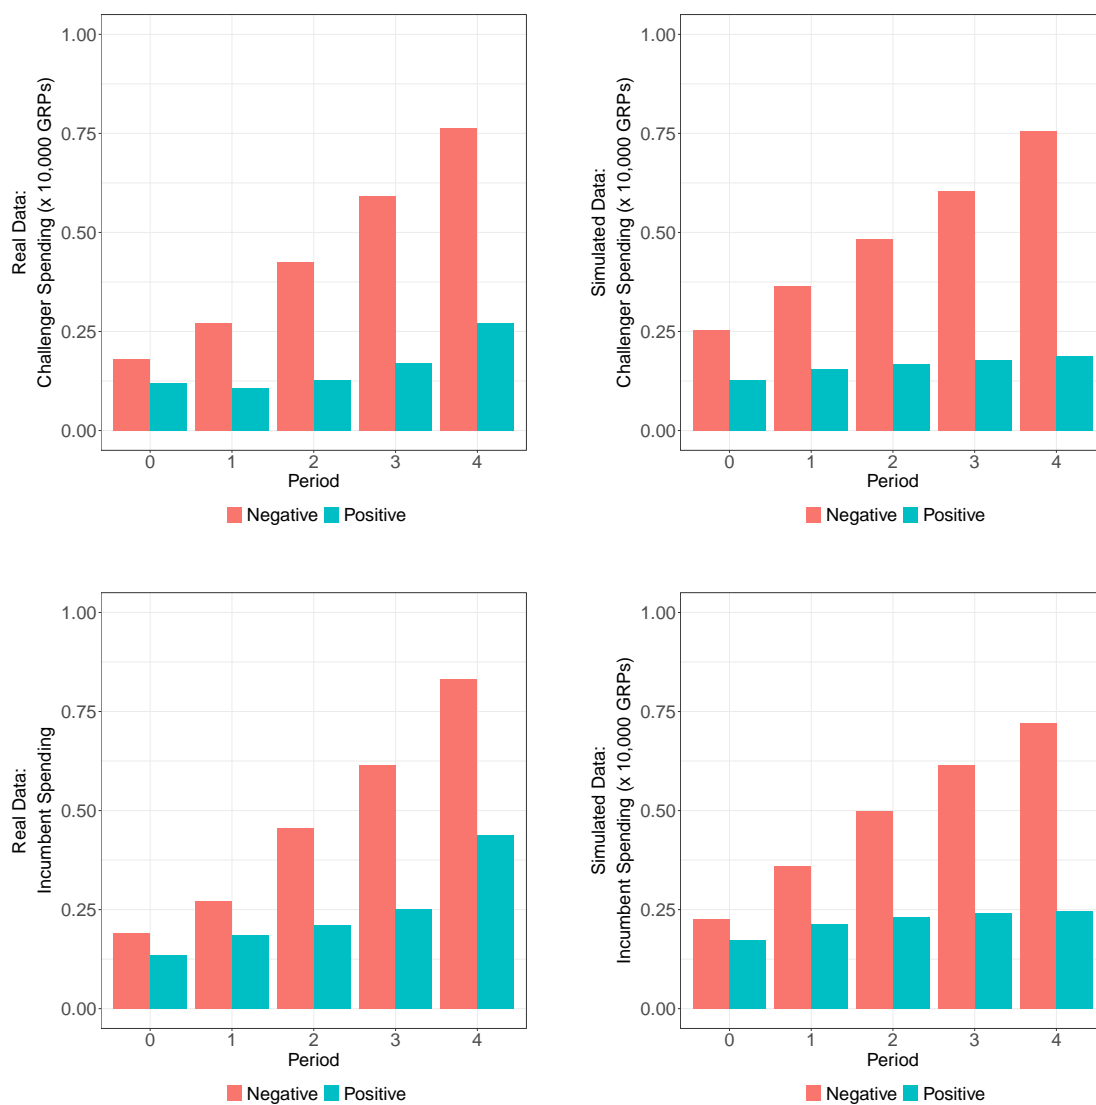 Real Data:
Challenger Spending (x 10,000 GRPs)
1.00
0.75
0.50
0.25
0.00
0 1 2 3 4
Period
Negative Positive
Simulated Data:
Challenger Spending (x 10,000 GRPs)
1.00
0.75
0.50
0.25
0.00
0 1 2 3 4
Period
Negative Positive
Real Data:
Incumbent Spending
1.00
0.75
0.50
0.25
0.00
0 1 2 3 4
Period
Negative Positive
Simulated Data:
Incumbent Spending (x 10,000 GRPs)
1.00
0.75
0.50
0.25
0.00
0 1 2 3 4
Period
Negative Positive